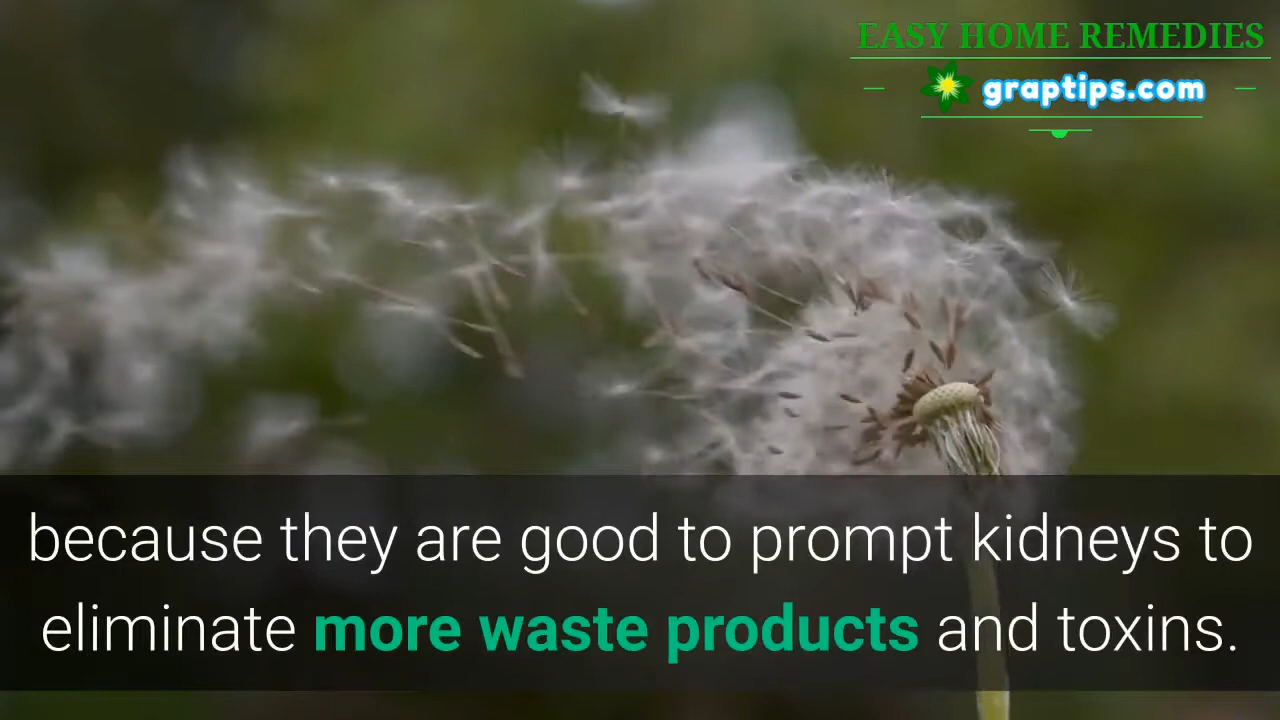 EASY HOME REMEDIES
graptips.com
because they are good to prompt kidneys to
eliminate more waste products and toxins.